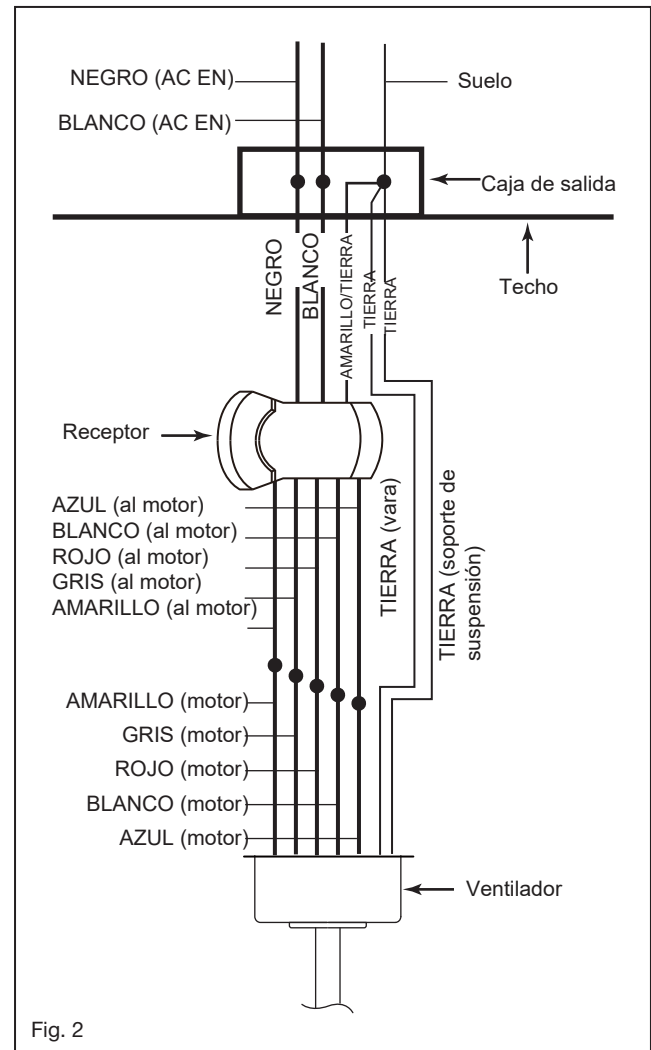 NEGRO (AC EN)
Suelo
BLANCO (AC EN)
Caja de salida
Techo
NEGRO
BLANCO
AMARILLO/TIERRA
TIERRA
TIERRA
Receptor
AZUL (al motor)
BLANCO (al motor)
ROJO (al motor)
GRIS (al motor)
AMARILLO (al motor)
TIERRA (vara)
TIERRA (soporte de
suspensión)
AMARILLO (motor)
GRIS (motor)
ROJO (motor)
BLANCO (motor)
AZUL (motor)
Ventilador
Fig. 2